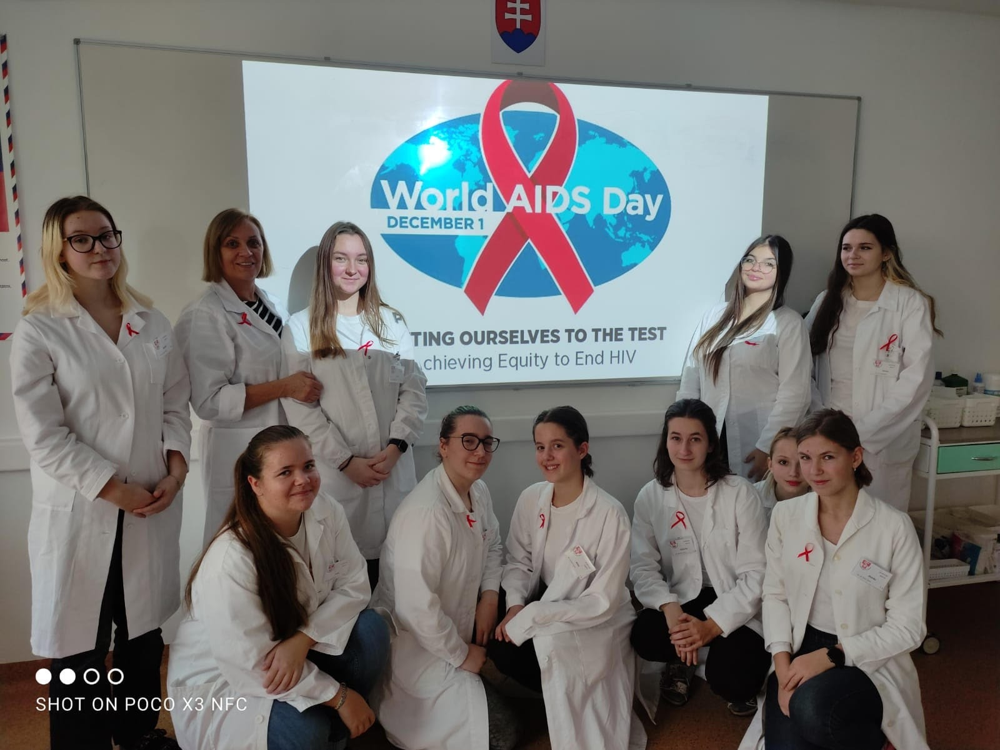 World AIDS Day
DECEMBER 1
P TING OURSELVES TO THE TEST
chieving Equity to End HIV
SHOT ON POCO X3 NFC